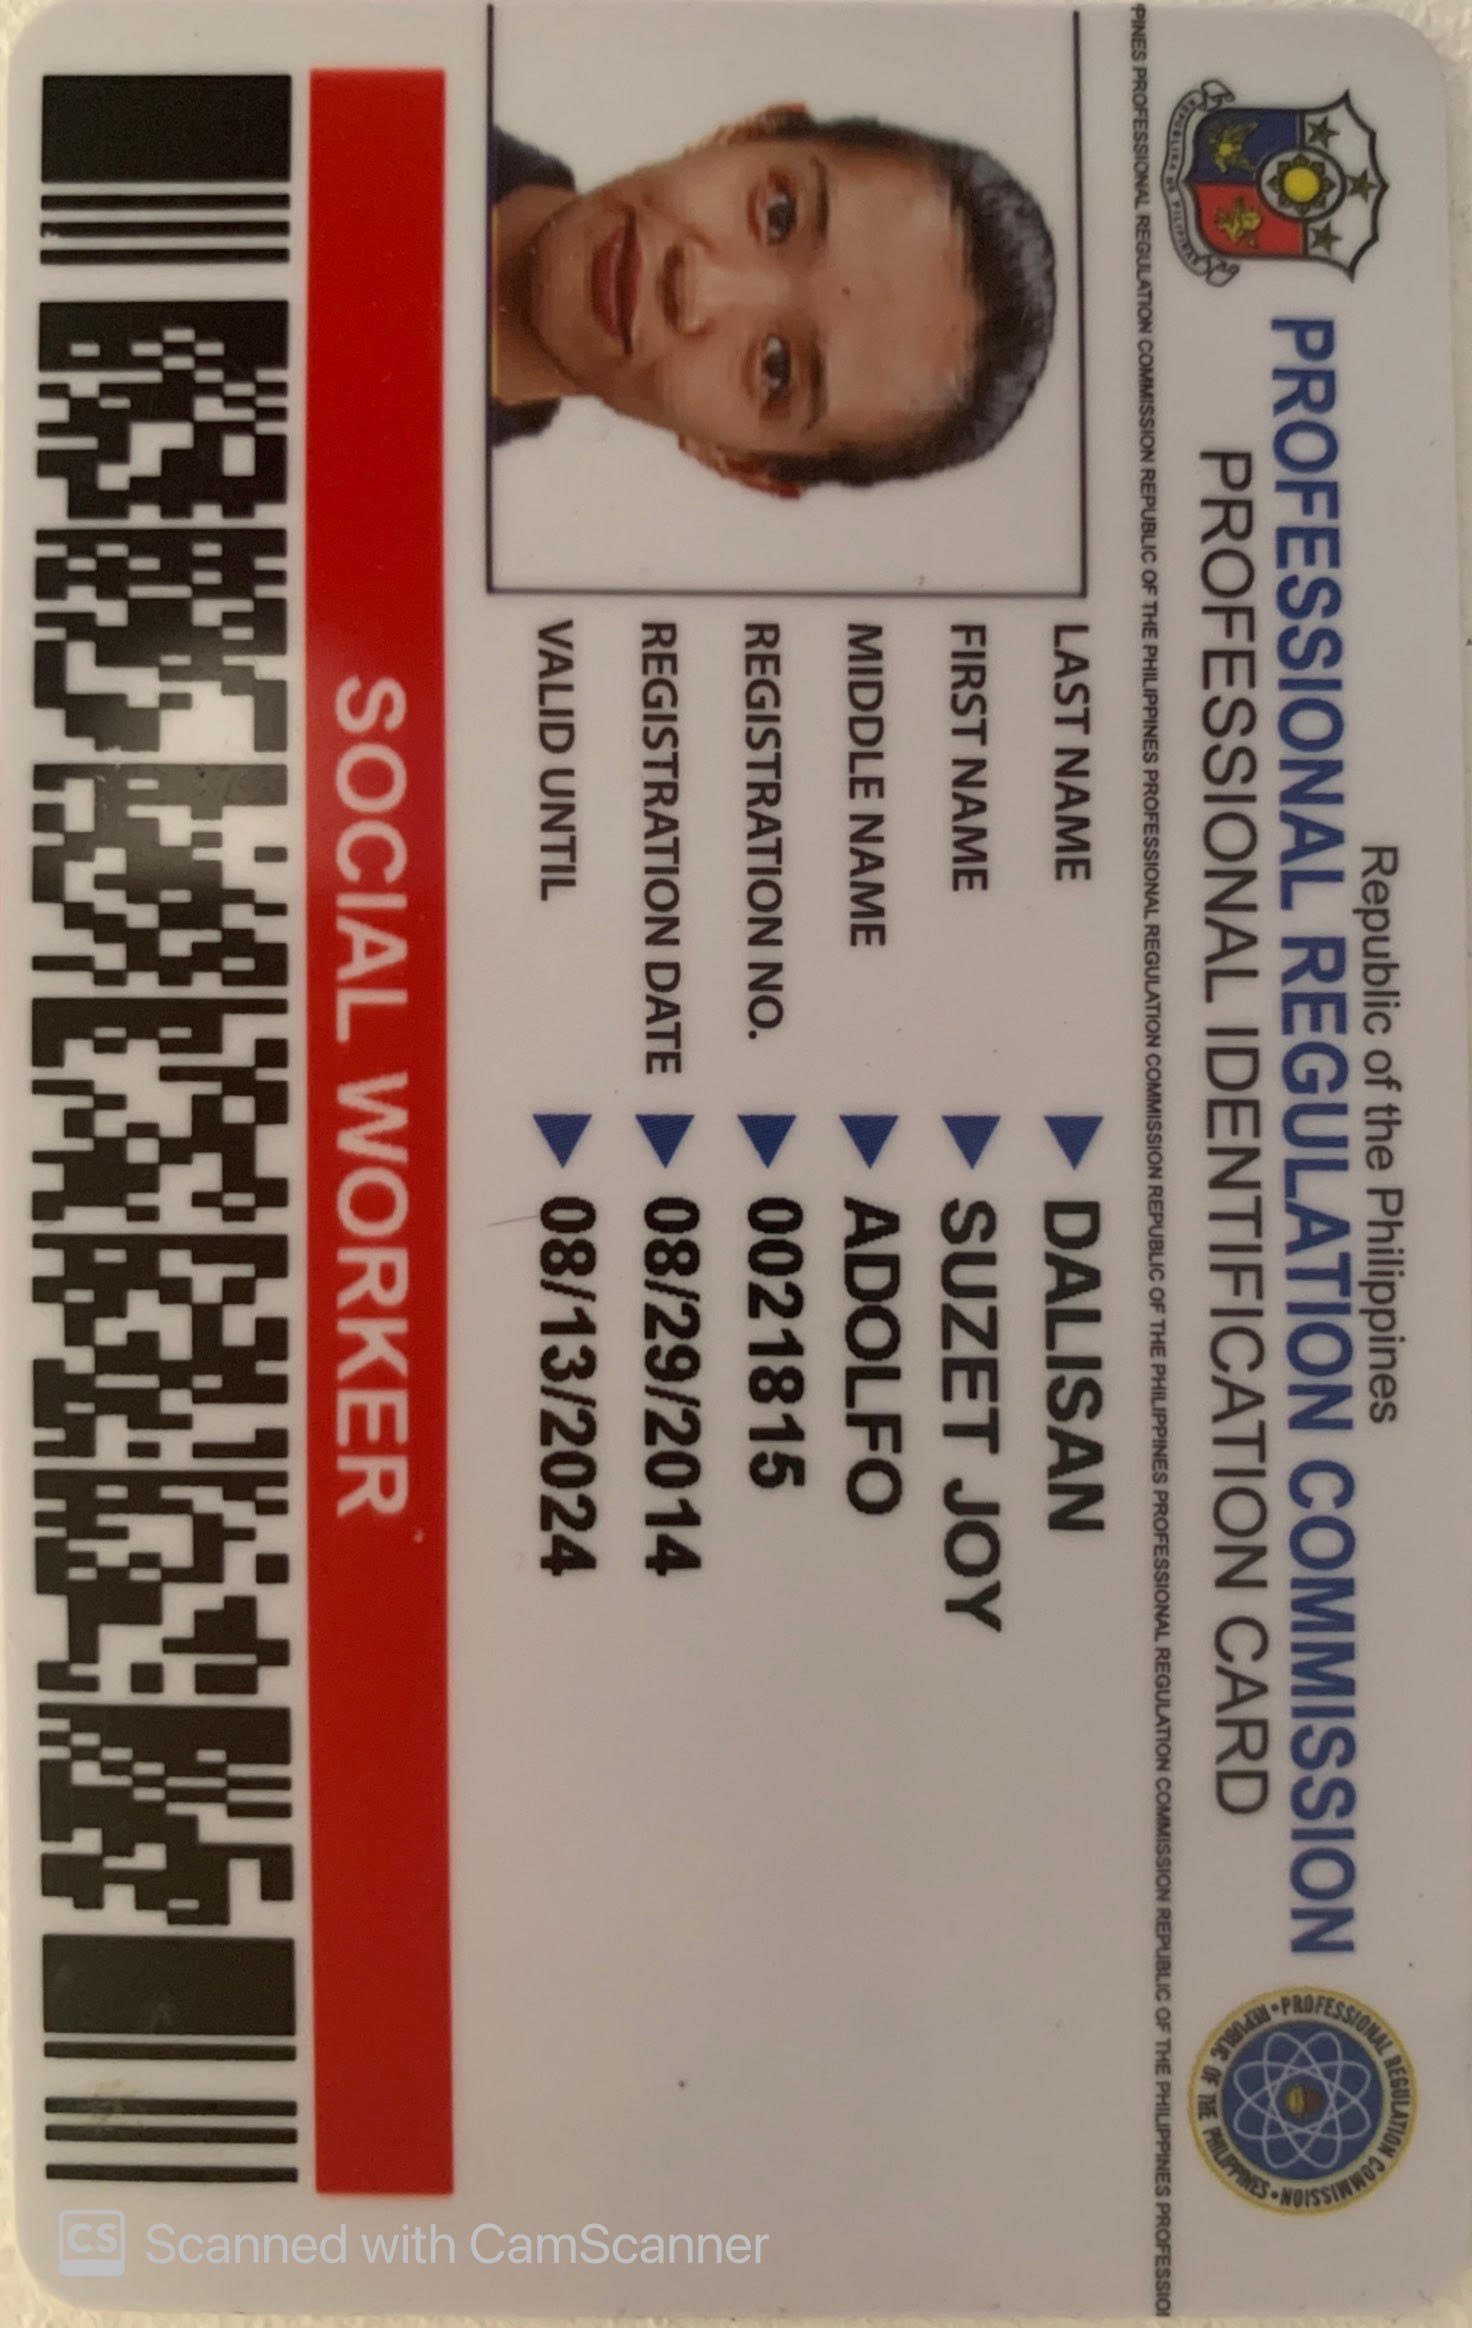 Republic of the Philippines
PROFESSIONAL REGULATION COMMISSION
PROFESSIONAL IDENTIFICATION CARD
REPUBLIKA NG PILIPINAS
PROFESSIONAL REGULATION COMMISSION
REPUBLIC OF THE PHILIPPINES
PINES PROFESSIONAL REGULATION COMMISSION REPUBLIC OF THE PHILIPPINES PROFESSIONAL REGULATION COMMISSION REPUBLIC OF THE PHILIPPINES PROFESSIONAL REGULATION COMMISSION REPUBLIC OF THE PHILIPPINES PROFESSIO
LAST NAME DALISAN
FIRST NAME SUZET JOY
MIDDLE NAME ADOLFO
REGISTRATION NO. 0021815
REGISTRATION DATE 08/29/2014
VALID UNTIL 08/13/2024
SOCIAL WORKER
CS Scanned with CamScanner